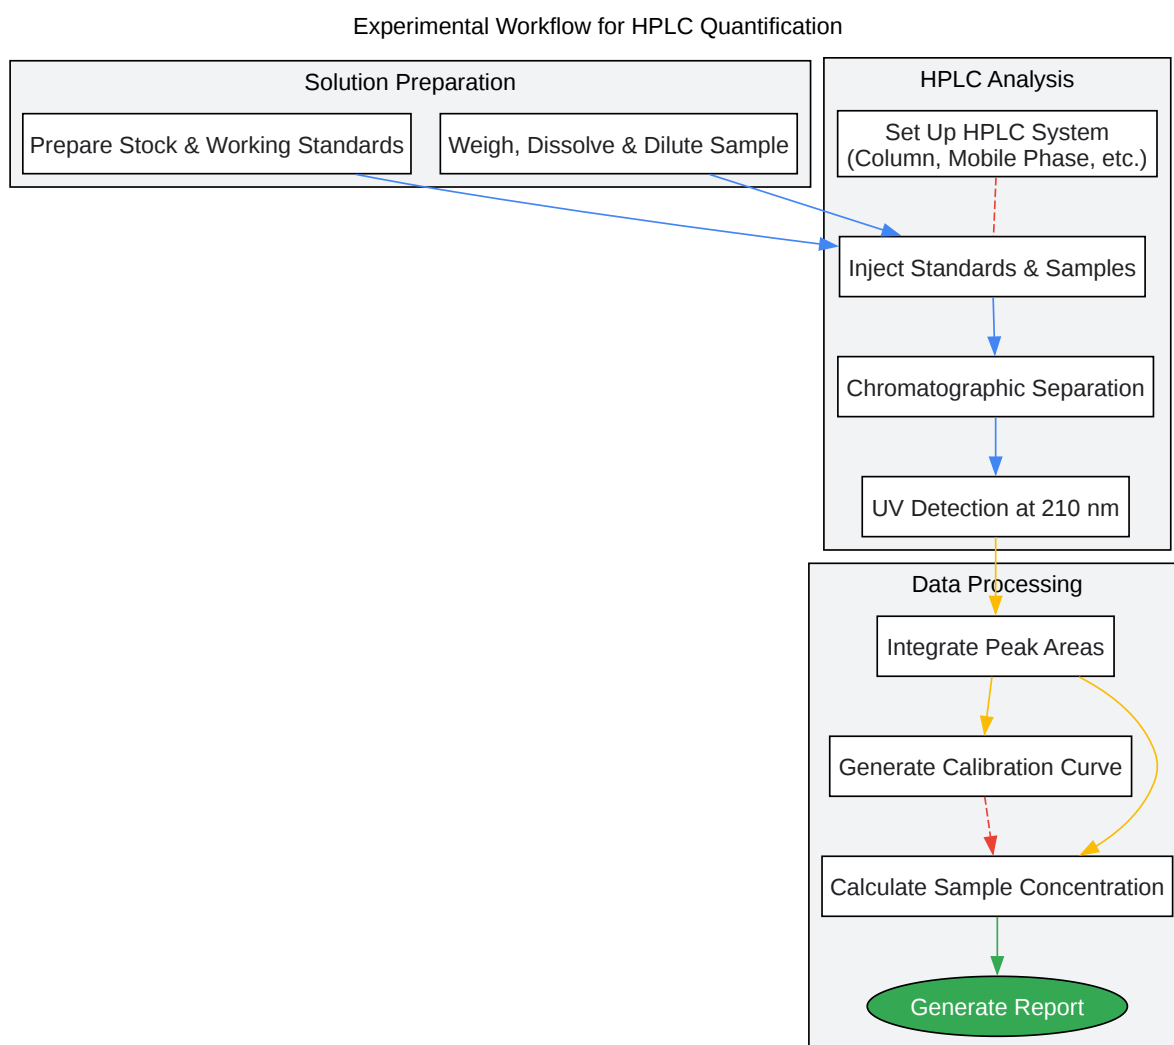 Experimental Workflow for HPLC Quantification
Solution Preparation
Prepare Stock & Working Standards
Weigh, Dissolve & Dilute Sample
HPLC Analysis
Set Up HPLC System
(Column, Mobile Phase, etc.)
Inject Standards & Samples
Chromatographic Separation
UV Detection at 210 nm
Data Processing
Integrate Peak Areas
Generate Calibration Curve
Calculate Sample Concentration
Generate Report